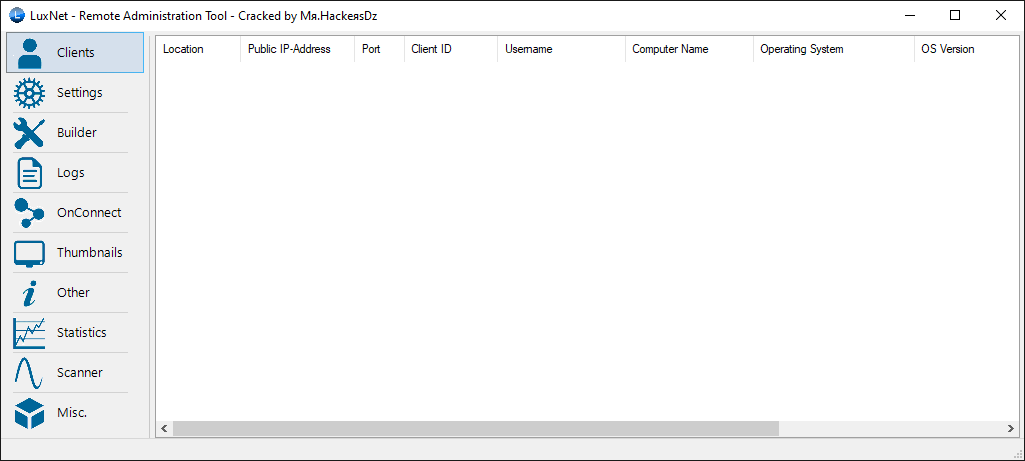 LuxNet - Remote Administration Tool - Cracked by MR.HackeяsDz
Clients
Settings
Builder
Logs
OnConnect
Thumbnails
Other
Statistics
Scanner
Misc.
Location Public IP-Address Port Client ID Username Computer Name Operating System OS Version